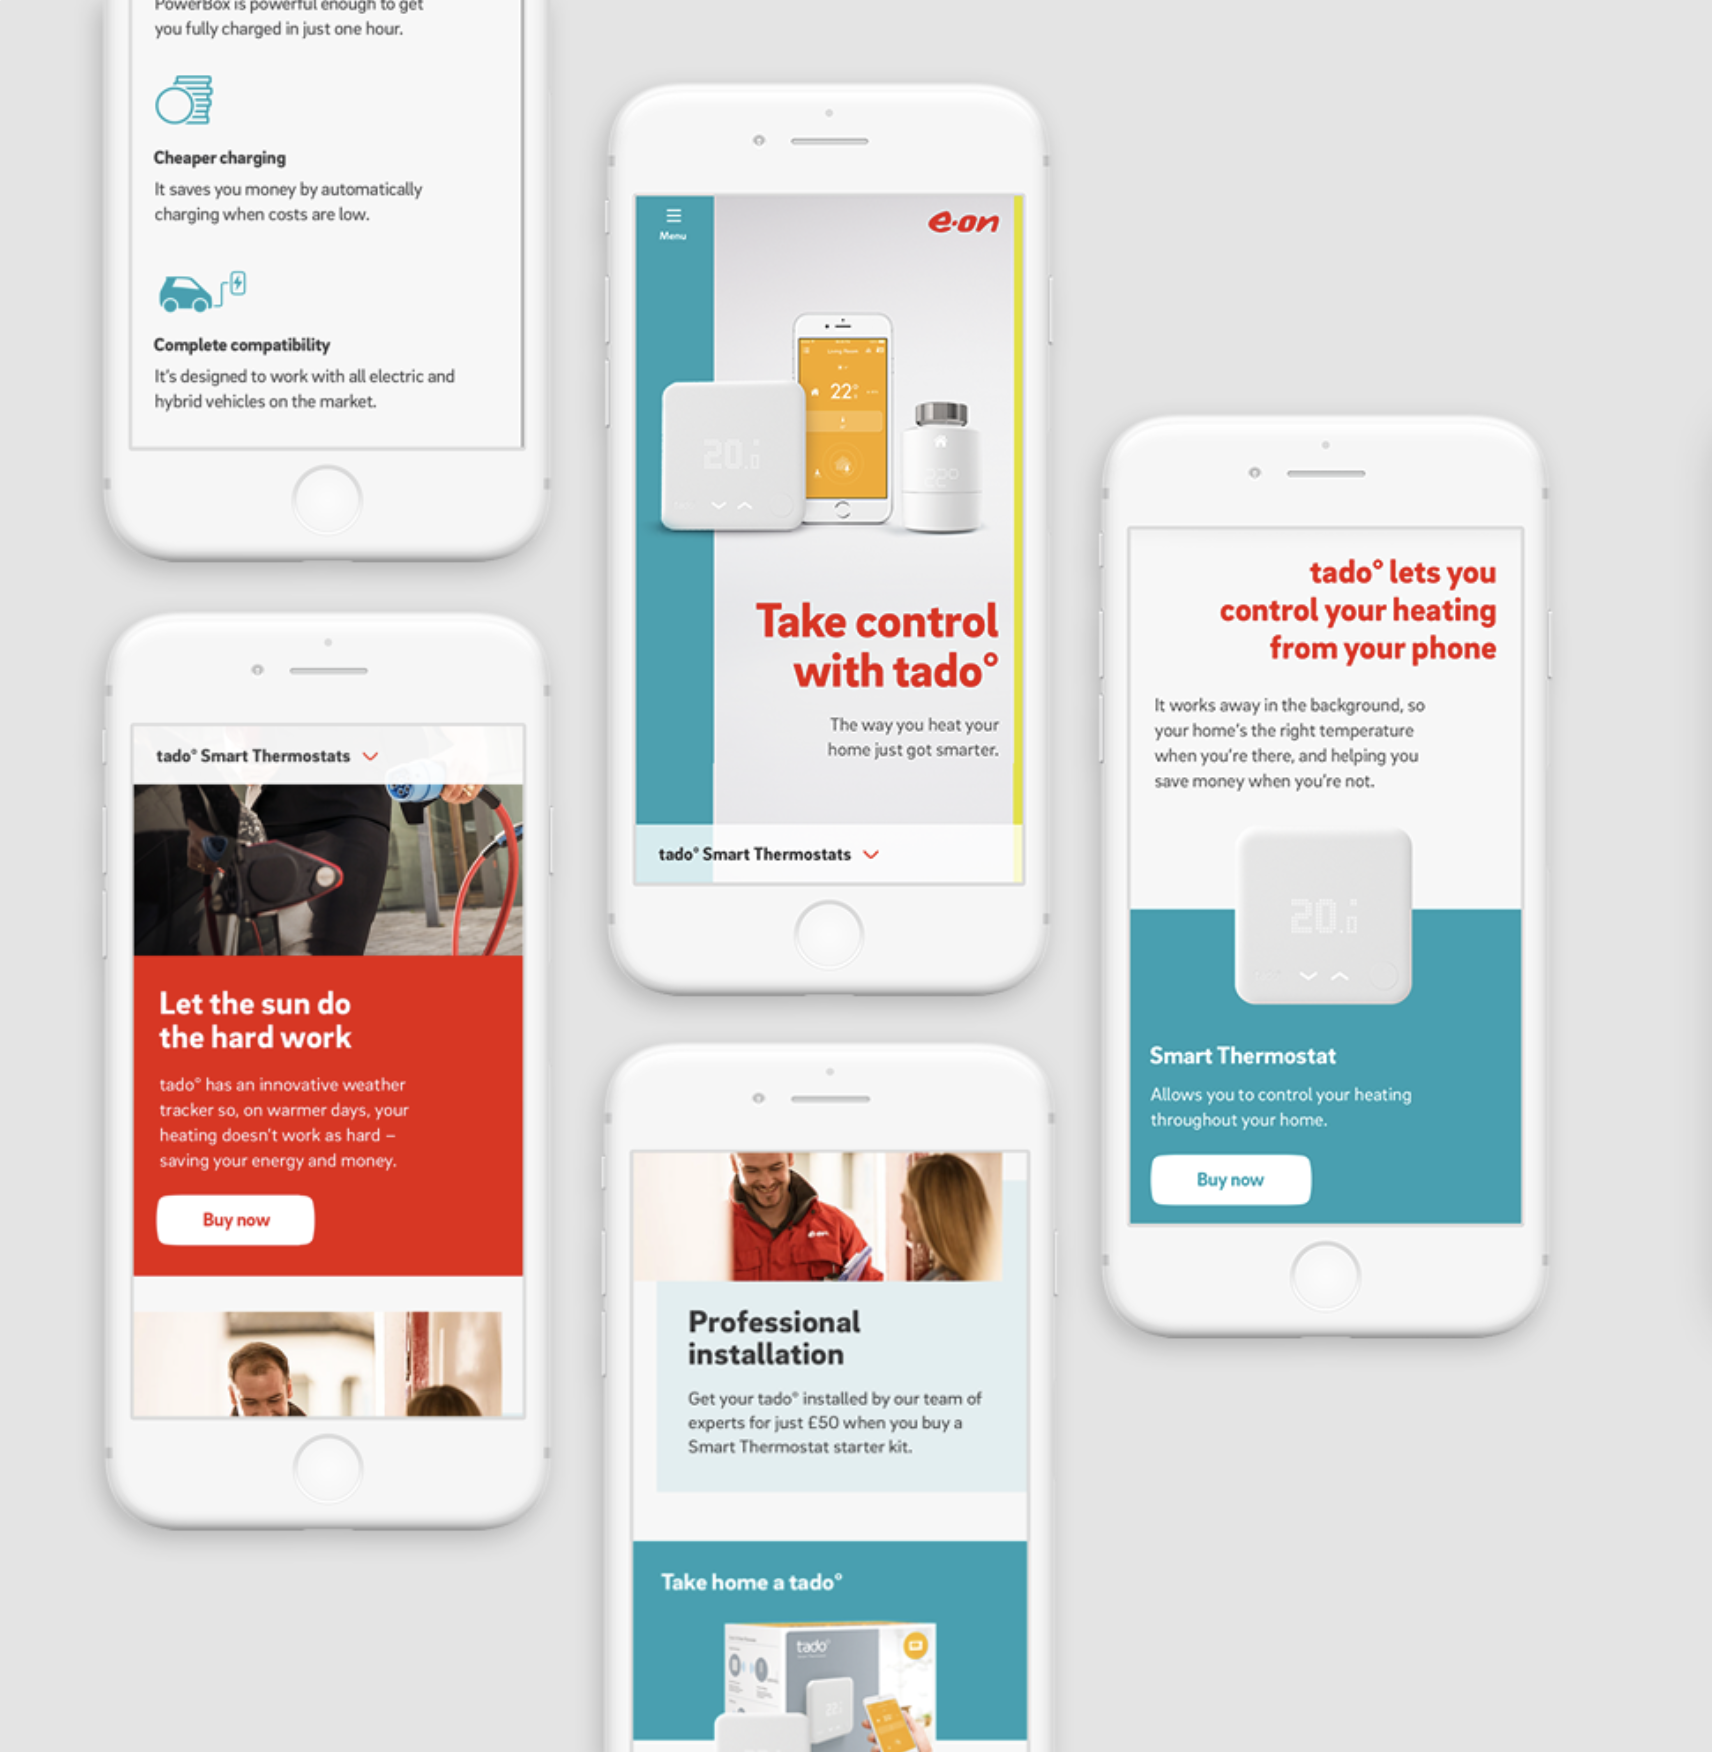 PowerBox is powerful enough to get
you fully charged in just one hour.
Cheaper charging
It saves you money by automatically
charging when costs are low.
Complete compatibility
It's designed to work with all electric and
hybrid vehicles on the market.
tado° Smart Thermostats
Let the sun do
the hard work
tado° has an innovative weather
tracker so, on warmer days, your
heating doesn't work as hard –
saving your energy and money.
Buy now
Menu
e·on
Living Room
22°
20.0
22°
Take control
with tado°
The way you heat your
home just got smarter.
tado° Smart Thermostats
e·on
Professional
installation
Get your tado° installed by our team of
experts for just £50 when you buy a
Smart Thermostat starter kit.
Take home a tado°
tado°
tado° lets you
control your heating
from your phone
It works away in the background, so
your home's the right temperature
when you're there, and helping you
save money when you're not.
20.0
Smart Thermostat
Allows you to control your heating
throughout your home.
Buy now